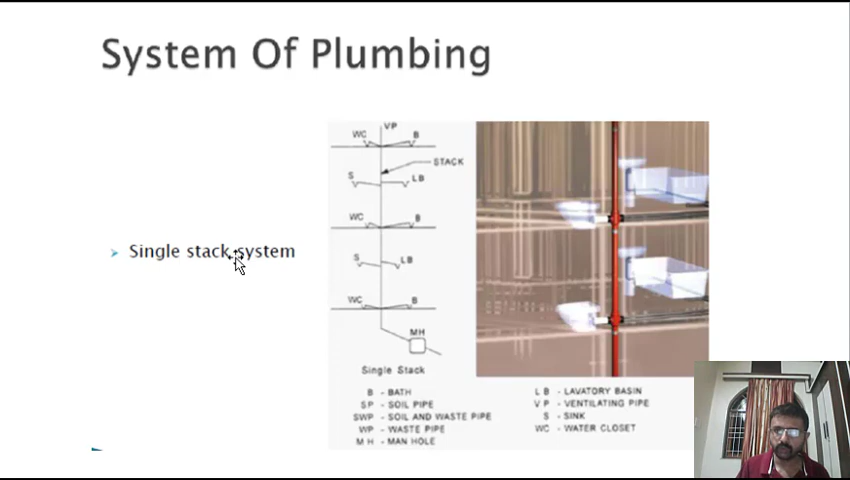 System Of Plumbing
Single stack system
VP
WC B
STACK
S LB
WC B
S LB
WC B
MH
Single Stack
B - BATH
SP - SOIL PIPE
SWP - SOIL AND WASTE PIPE
WP - WASTE PIPE
M H - MAN HOLE
L B - LAVATORY BASIN
V P - VENTILATING PIPE
S - SINK
WC - WATER CLOSET